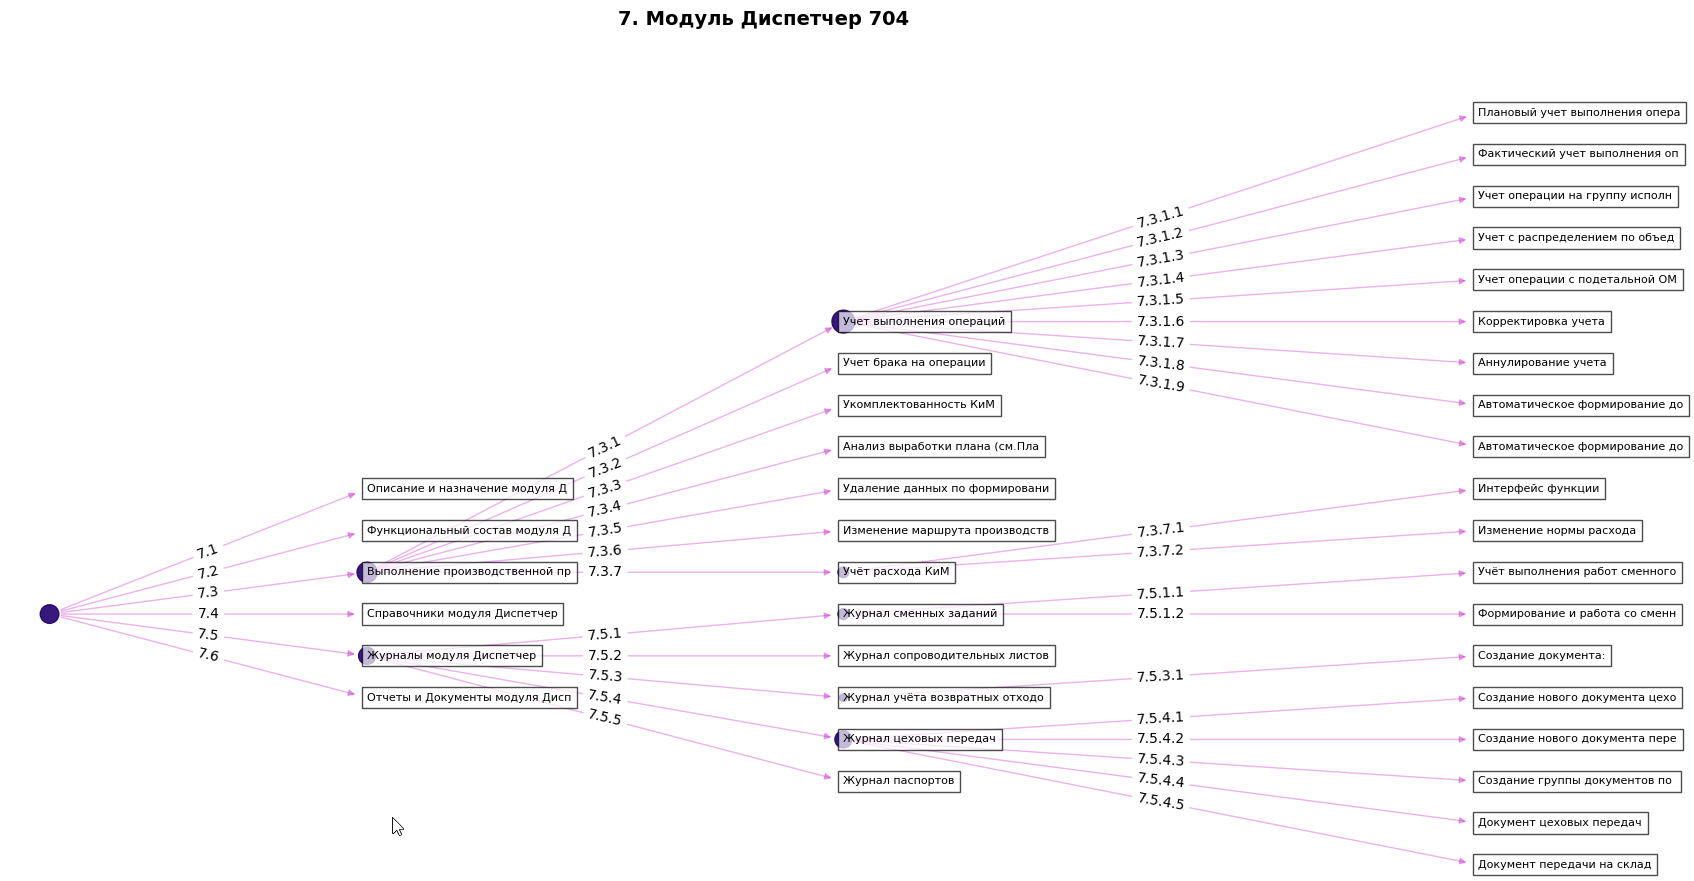 7. Модуль Диспетчер 704
7.1
7.2
7.3
7.4
7.5
7.6
Описание и назначение модуля Д
Функциональный состав модуля Д
Выполнение производственной пр
Справочники модуля Диспетчер
Журналы модуля Диспетчер
Отчеты и Документы модуля Дисп
7.3.1
7.3.2
7.3.3
7.3.4
7.3.5
7.3.6
7.3.7
7.5.1
7.5.2
7.5.3
7.5.4
7.5.5
Учет выполнения операций
Учет брака на операции
Укомплектованность КиМ
Анализ выработки плана (см.Пла
Удаление данных по формировани
Изменение маршрута производств
Учёт расхода КиМ
Журнал сменных заданий
Журнал сопроводительных листов
Журнал учёта возвратных отходо
Журнал цеховых передач
Журнал паспортов
7.3.1.1
7.3.1.2
7.3.1.3
7.3.1.4
7.3.1.5
7.3.1.6
7.3.1.7
7.3.1.8
7.3.1.9
7.3.7.1
7.3.7.2
7.5.1.1
7.5.1.2
7.5.3.1
7.5.4.1
7.5.4.2
7.5.4.3
7.5.4.4
7.5.4.5
Плановый учет выполнения опера
Фактический учет выполнения оп
Учет операции на группу исполн
Учет с распределением по объед
Учет операции с подетальной ОМ
Корректировка учета
Аннулирование учета
Автоматическое формирование до
Автоматическое формирование до
Интерфейс функции
Изменение нормы расхода
Учёт выполнения работ сменного
Формирование и работа со сменн
Создание документа:
Создание нового документа цехо
Создание нового документа пере
Создание группы документов по
Документ цеховых передач
Документ передачи на склад